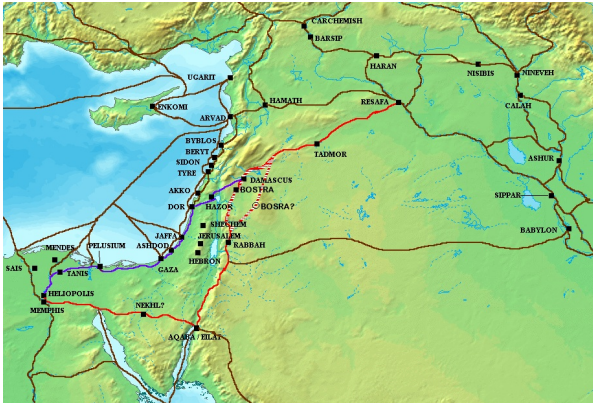 CARCHEMISH
BARSIP
HARAN
NISIBIS
NINEVEH
UGARIT
ENKOMI
HAMATH
RESAFA
CALAH
ARVAD
BYBLOS
BERYT
TADMOR
SIDON
TYRE
ASHUR
DAMASCUS
AKKO
BOSHRA
SIPPAR
DOR
HAZOR
BOSRA?
SHECHEM
BABYLON
JAFFA
JERUSALEM
RABBAH
MENDES
PELUSIUM
ASHDOD
HEBRON
SAIS
GAZA
TANIS
HELIOPOLIS
NEKHL?
MEMPHIS
AQABA / EILAT